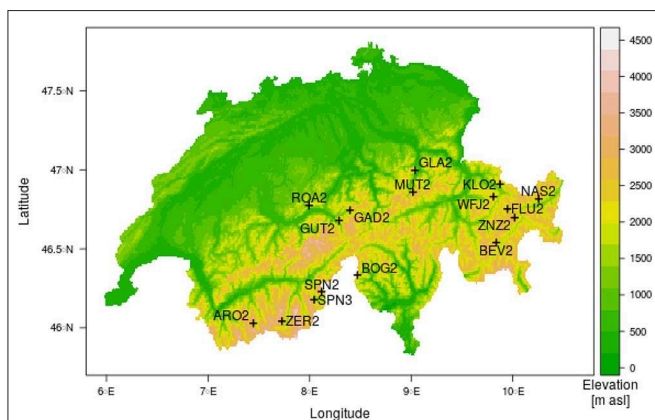 Latitude
47.5◦N
47◦N
46.5◦N
46◦N
GLA2
MUT2
KLO2
NAS2
ROA2
WFJ2
FLU2
GAD2
GUT2
ZNZ2
BEV2
BOG2
SPN2
SPN3
ARO2
ZER2
6◦E
7◦E
8◦E
9◦E
10◦E
Longitude
4500
4000
3500
3000
2500
2000
1500
1000
500
0
Elevation
[m asl]